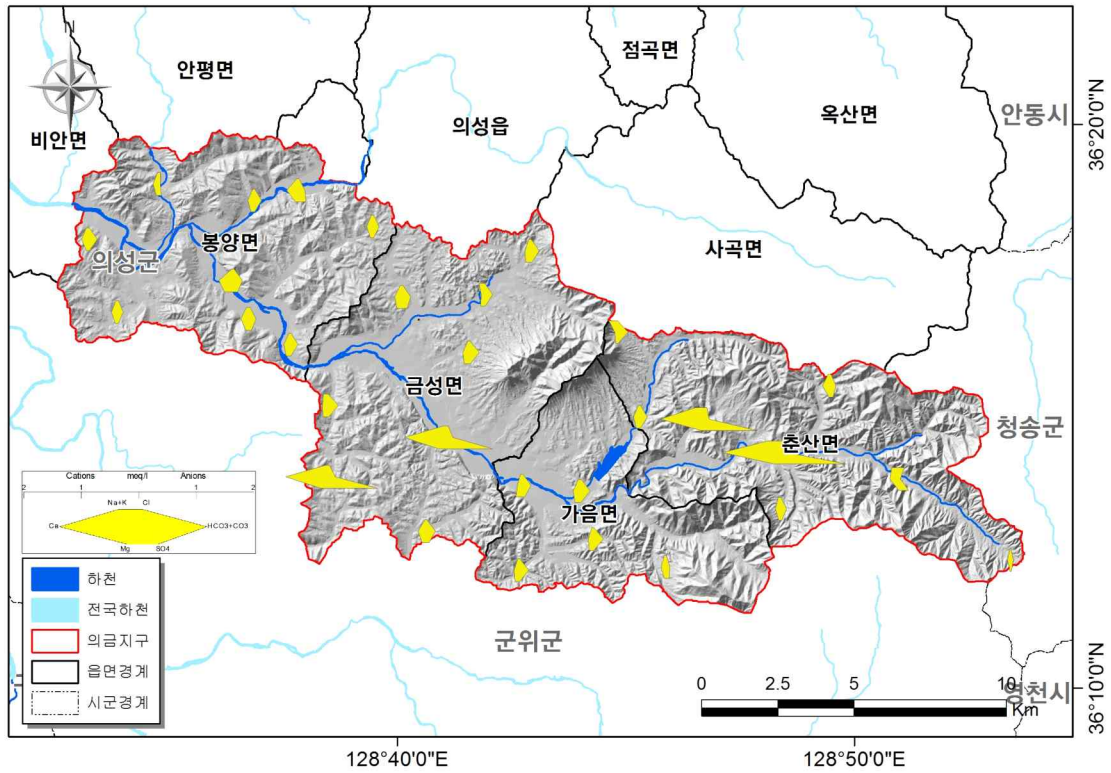 N
안평면
점곡면
비안면
의성읍
옥산면
안동시
36°20'0"N
봉양면
의성군
사곡면
금성면
춘산면
청송군
가음면
군위군
영천시
36°10'0"N
Cations meq/l Anions
2 1 1 2
Na+K Cl
Ca HCO3+CO3
Mg SO4
하천
전국하천
의금지구
읍면경계
시군경계
0 2.5 5 10
Km
128°40'0"E 128°50'0"E